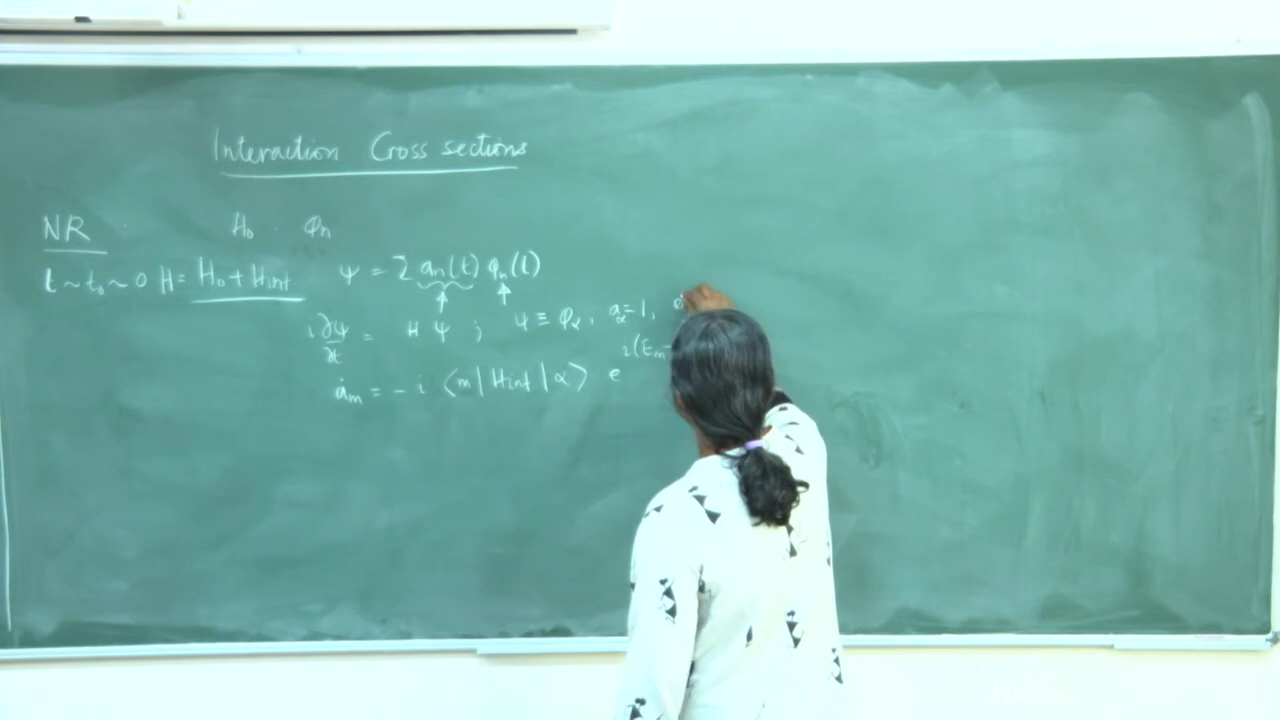 Interaction Cross sections
NR H₀ . φₙ
t ~ t₀ ~ 0 H = H₀ + Hint ψ = Σ aₙ(t) φₙ(t)
i ∂ψ/∂t = H ψ ; ψ ≡ φ_α , a_α = 1,
ȧₘ = - i ⟨m | Hint | α⟩ e^{i(Eₘ -